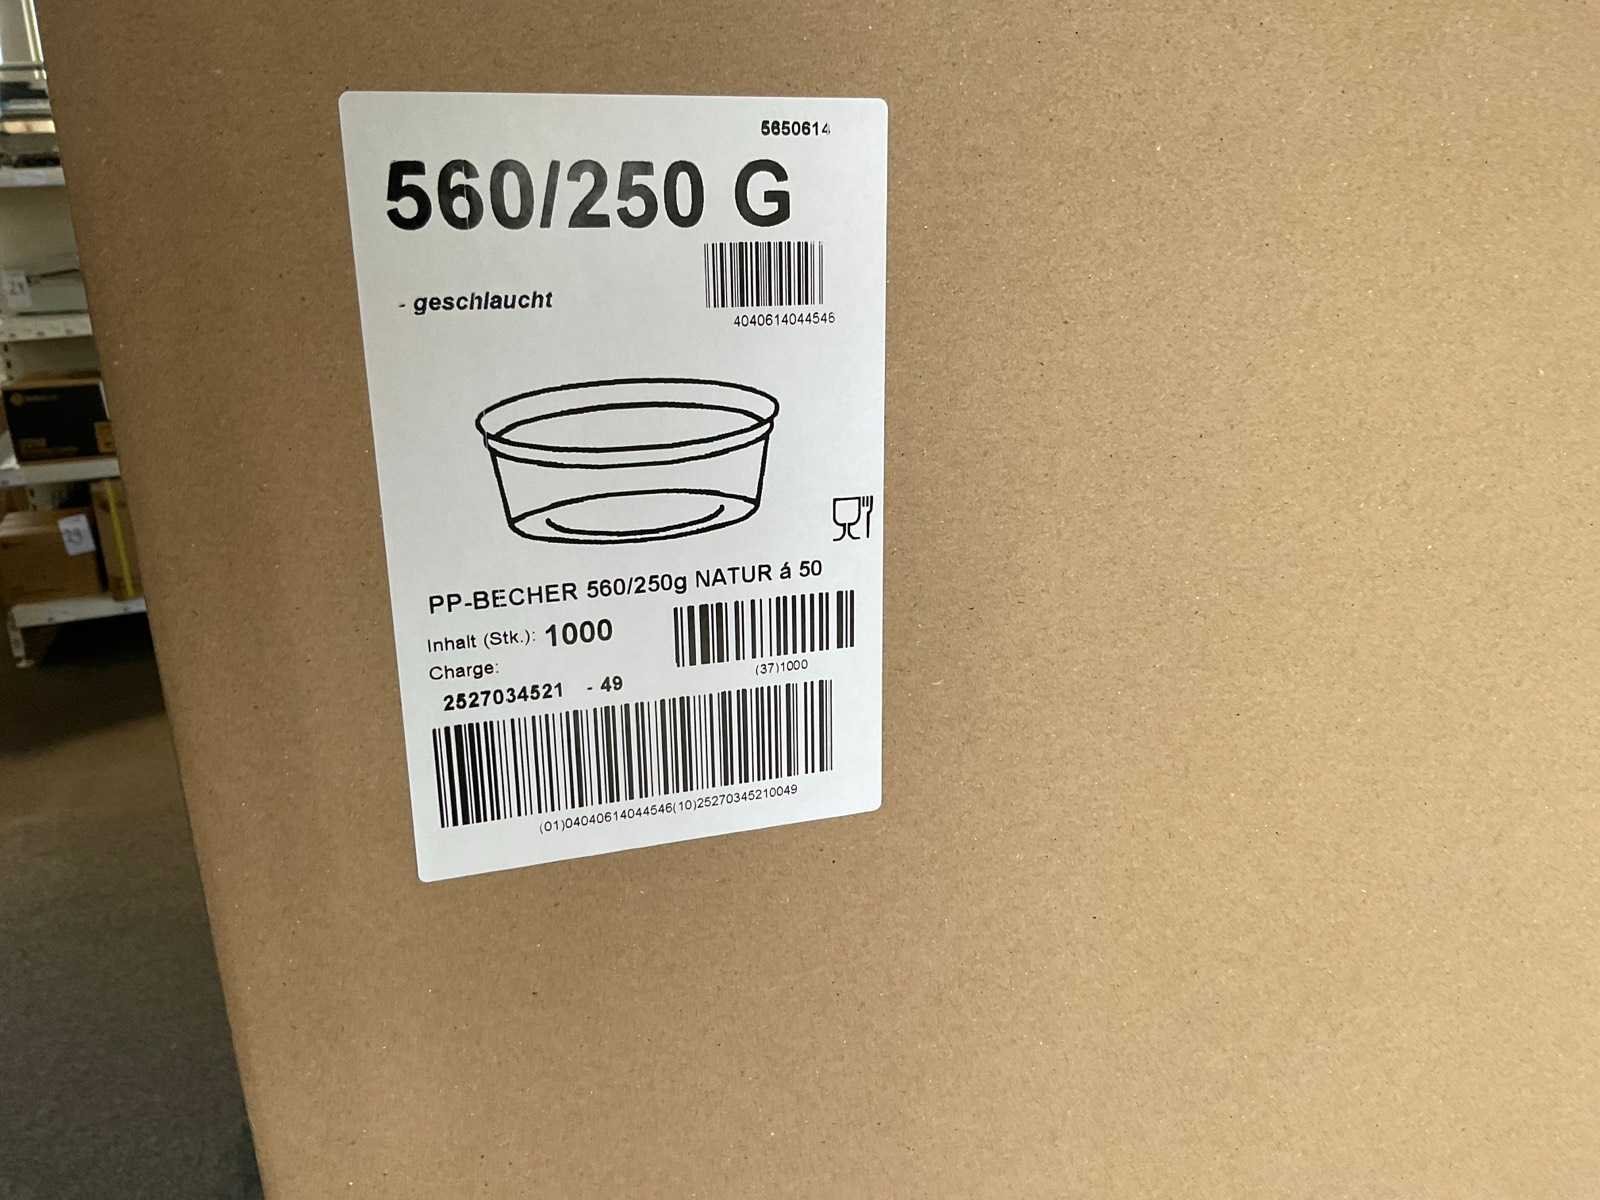 5650614
560/250 G
- geschlaucht
4040614044546
PP-BECHER 560/250g NATUR á 50
Inhalt (Stk.): 1000
(37)1000
Charge:
2527034521 - 49
(01)04040614044546(10)25270345210049
29